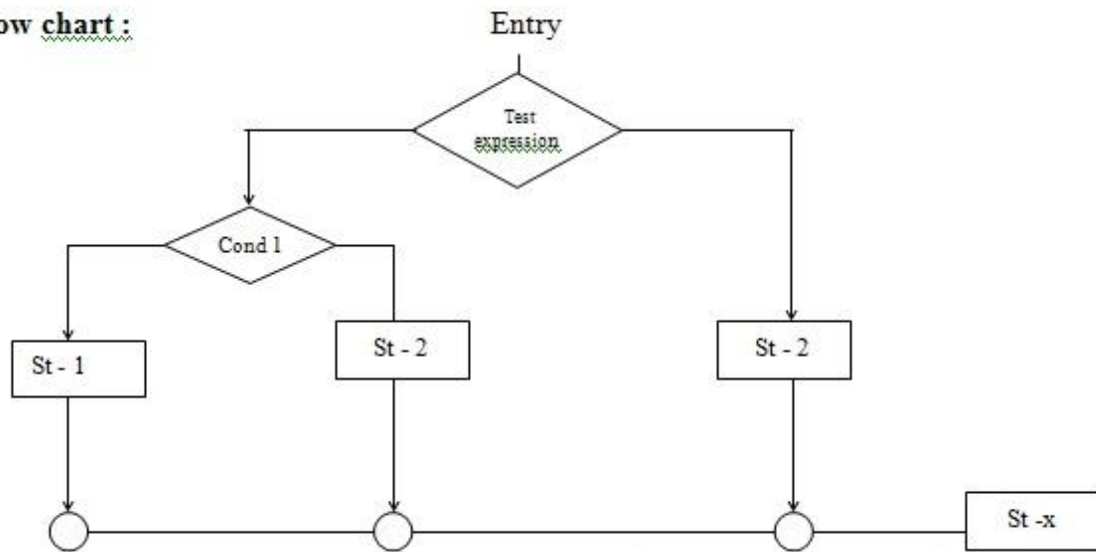 ow chart :
Entry
Test
expression
Cond 1
St - 1
St - 2
St - 2
St -x